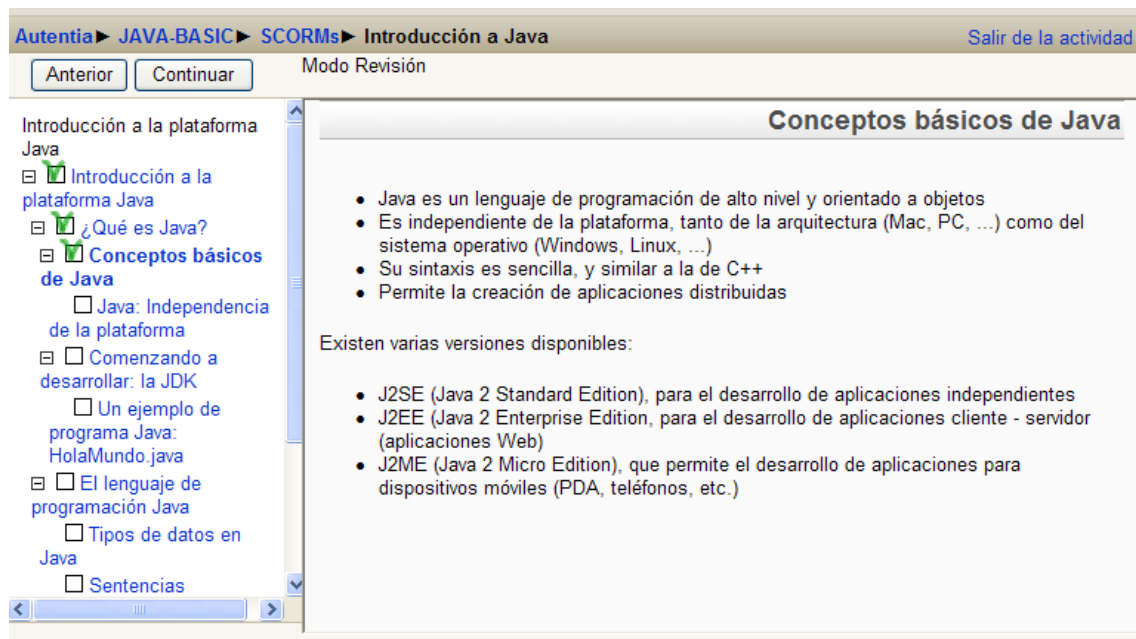 Autentia► JAVA-BASIC► SCORMs► Introducción a Java
Salir de la actividad
Anterior
Continuar
Modo Revisión
Introducción a la plataforma
Java
Introducción a la
plataforma Java
¿Qué es Java?
Conceptos básicos
de Java
Java: Independencia
de la plataforma
Comenzando a
desarrollar: la JDK
Un ejemplo de
programa Java:
HolaMundo.java
El lenguaje de
programación Java
Tipos de datos en
Java
Sentencias
Conceptos básicos de Java
• Java es un lenguaje de programación de alto nivel y orientado a objetos
• Es independiente de la plataforma, tanto de la arquitectura (Mac, PC, ...) como del
sistema operativo (Windows, Linux, ...)
• Su sintaxis es sencilla, y similar a la de C++
• Permite la creación de aplicaciones distribuidas
Existen varias versiones disponibles:
• J2SE (Java 2 Standard Edition), para el desarrollo de aplicaciones independientes
• J2EE (Java 2 Enterprise Edition, para el desarrollo de aplicaciones cliente - servidor
(aplicaciones Web)
• J2ME (Java 2 Micro Edition), que permite el desarrollo de aplicaciones para
dispositivos móviles (PDA, teléfonos, etc.)